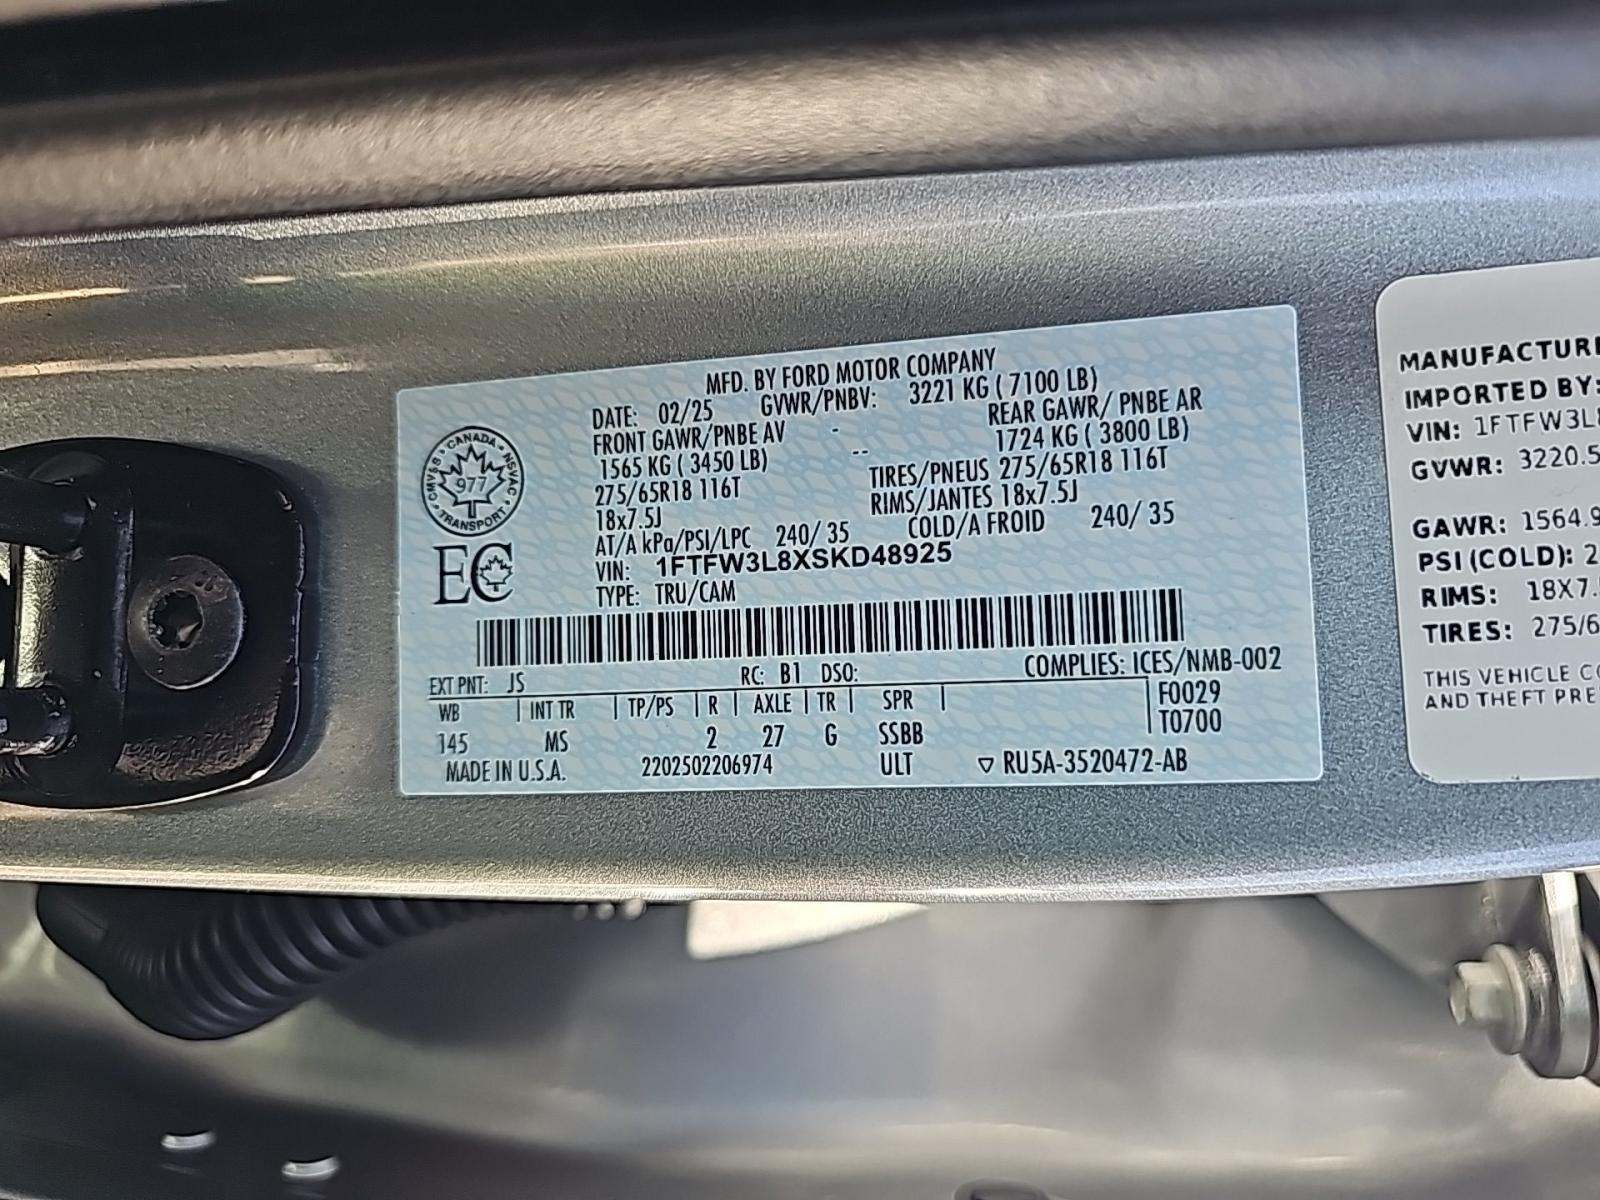 MFD. BY FORD MOTOR COMPANY
DATE: 02/25 GVWR/PNBV: 3221 KG ( 7100 LB)
FRONT GAWR/PNBE AV - REAR GAWR/ PNBE AR
1565 KG ( 3450 LB) -- 1724 KG ( 3800 LB)
275/65R18 116T TIRES/PNEUS 275/65R18 116T
18x7.5J RIMS/JANTES 18x7.5J
AT/A kPa/PSI/LPC 240/ 35 COLD/A FROID 240/ 35
VIN: 1FTFW3L8XSKD48925
TYPE: TRU/CAM
CANADA
CMVSS NSVAC
977
TRANSPORT
EC
EXT PNT: JS RC: B1 DSO: COMPLIES: ICES/NMB-002
WB | INT TR | TP/PS | R | AXLE | TR | SPR | F0029
145 MS 2 27 G SSBB | T0700
MADE IN U.S.A. 2202502206974 ULT ▽ RU5A-3520472-AB
MANUFACTUR
IMPORTED BY:
VIN: 1FTFW3L8
GVWR: 3220.5
GAWR: 1564.9
PSI (COLD): 2
RIMS: 18X7.
TIRES: 275/6
THIS VEHICLE CO
AND THEFT PRE